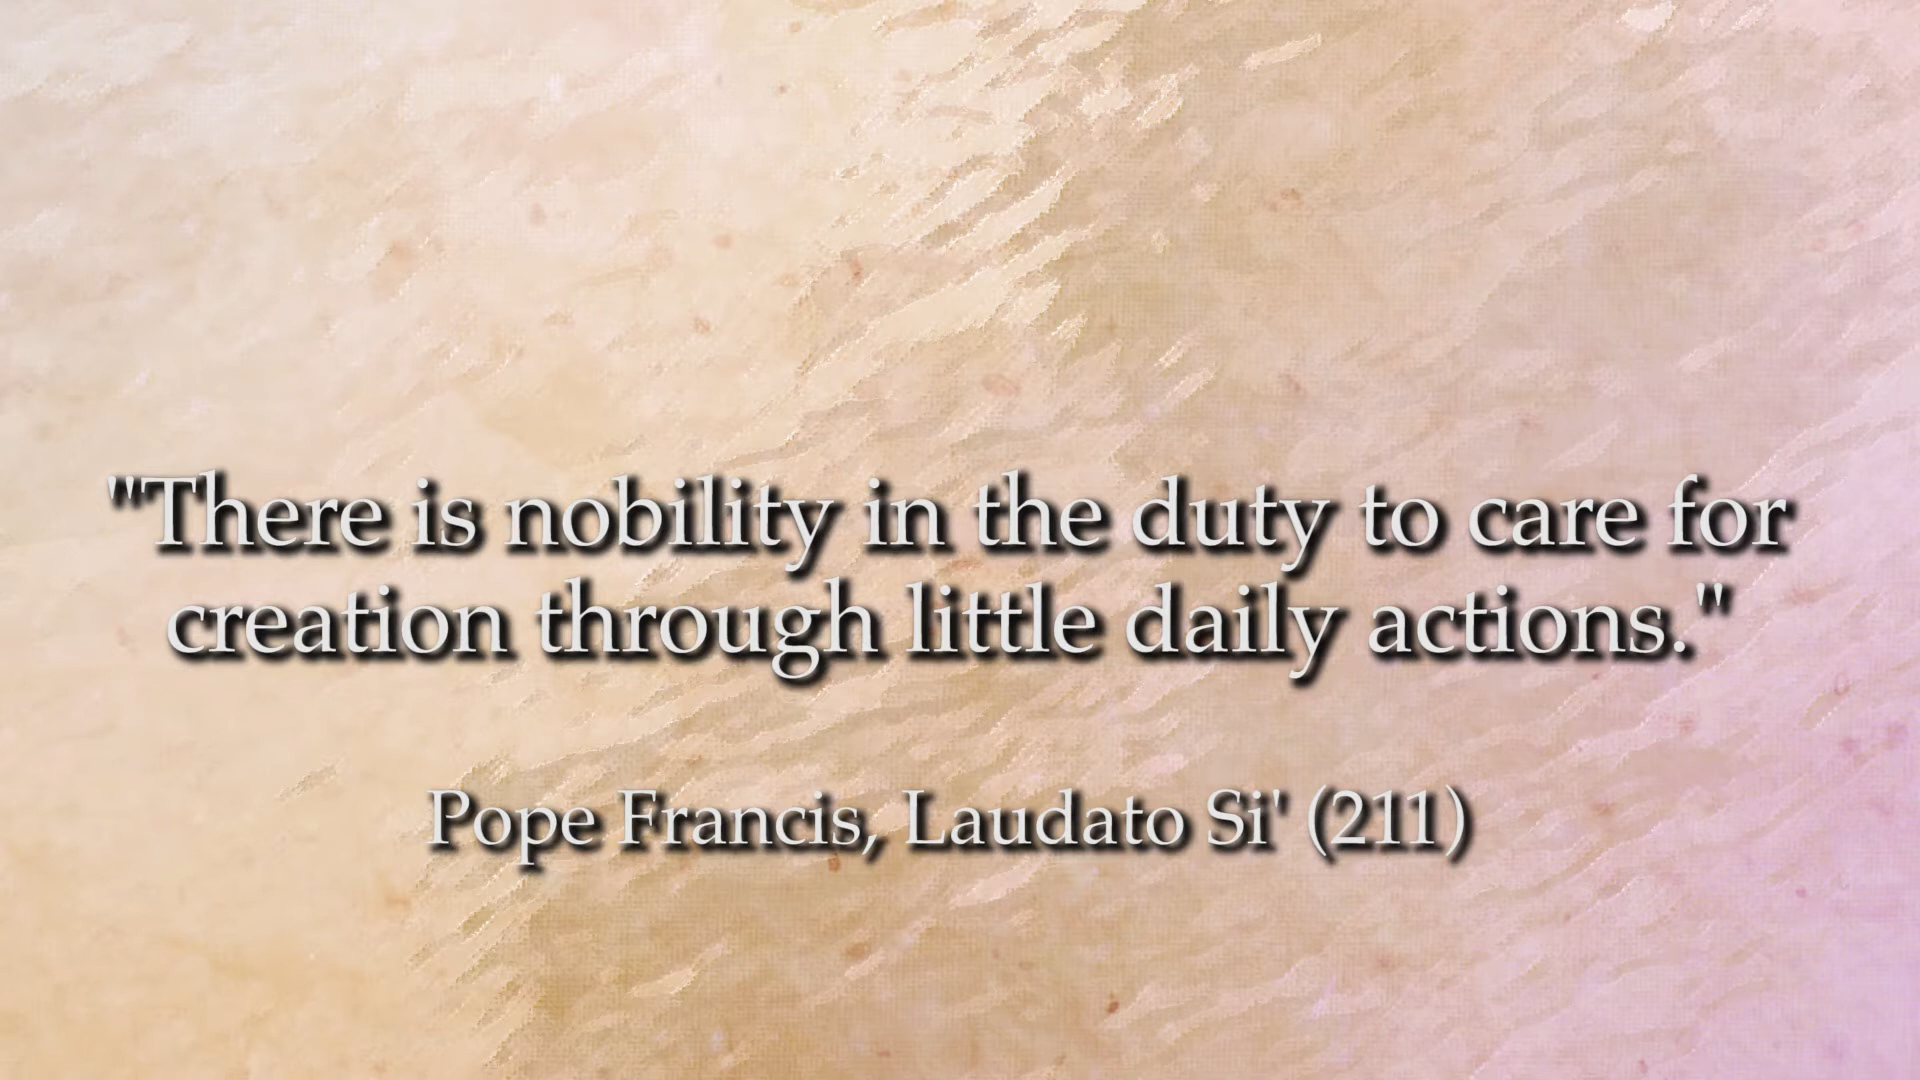 "There is nobility in the duty to care for
creation through little daily actions."
Pope Francis, Laudato Si' (211)